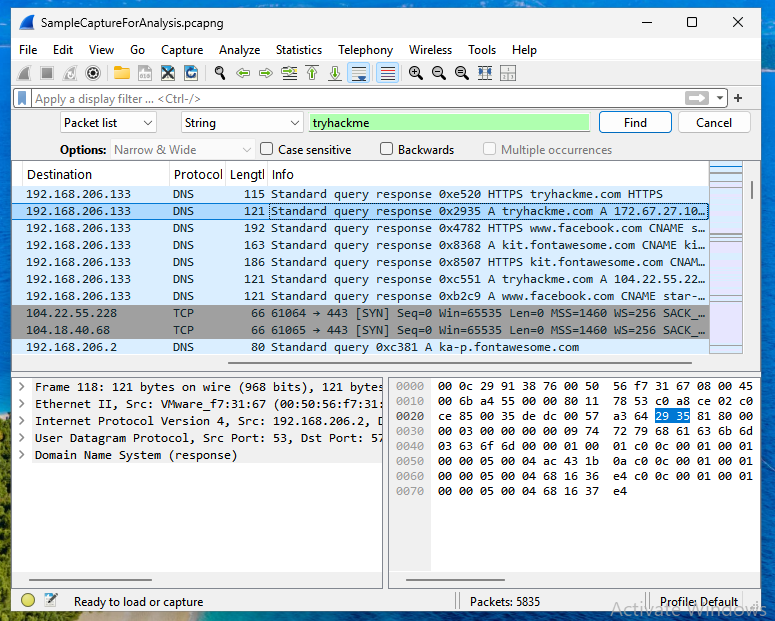 SampleCaptureForAnalysis.pcapng
File Edit View Go Capture Analyze Statistics Telephony Wireless Tools Help
Apply a display filter ... <Ctrl-/>
Packet list String tryhackme Find Cancel
Options: Narrow & Wide Case sensitive Backwards Multiple occurrences
Destination Protocol Lengtl Info
192.168.206.133 DNS 115 Standard query response 0xe520 HTTPS tryhackme.com HTTPS
192.168.206.133 DNS 121 Standard query response 0x2935 A tryhackme.com A 172.67.27.10…
192.168.206.133 DNS 192 Standard query response 0x4782 HTTPS www.facebook.com CNAME s…
192.168.206.133 DNS 163 Standard query response 0x8368 A kit.fontawesome.com CNAME ki…
192.168.206.133 DNS 186 Standard query response 0x8507 HTTPS kit.fontawesome.com CNAM…
192.168.206.133 DNS 121 Standard query response 0xc551 A tryhackme.com A 104.22.55.22…
192.168.206.133 DNS 121 Standard query response 0xb2c9 A www.facebook.com CNAME star-…
104.22.55.228 TCP 66 61064 → 443 [SYN] Seq=0 Win=65535 Len=0 MSS=1460 WS=256 SACK_…
104.18.40.68 TCP 66 61065 → 443 [SYN] Seq=0 Win=65535 Len=0 MSS=1460 WS=256 SACK_…
192.168.206.2 DNS 80 Standard query 0xc381 A ka-p.fontawesome.com
Frame 118: 121 bytes on wire (968 bits), 121 bytes
Ethernet II, Src: VMware_f7:31:67 (00:50:56:f7:31:
Internet Protocol Version 4, Src: 192.168.206.2, D
User Datagram Protocol, Src Port: 53, Dst Port: 57
Domain Name System (response)
0000 00 0c 29 91 38 76 00 50 56 f7 31 67 08 00 45
0010 00 6b a4 55 00 00 80 11 78 53 c0 a8 ce 02 c0
0020 ce 85 00 35 de dc 00 57 a3 64 29 35 81 80 00
0030 00 03 00 00 00 00 09 74 72 79 68 61 63 6b 6d
0040 03 63 6f 6d 00 00 01 00 01 c0 0c 00 01 00 01
0050 00 00 05 00 04 ac 43 1b 0a c0 0c 00 01 00 01
0060 00 00 05 00 04 68 16 36 e4 c0 0c 00 01 00 01
0070 00 00 05 00 04 68 16 37 e4
Ready to load or capture Packets: 5835 Profile: Default
Activate Windows